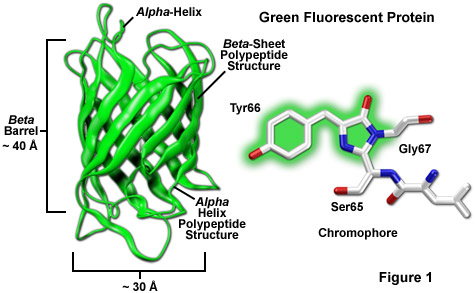 Green Fluorescent Protein
Alpha-Helix
Beta-Sheet
Polypeptide
Structure
Beta
Barrel
~ 40 Å
Alpha
Helix
Polypeptide
Structure
~ 30 Å
Tyr66
Gly67
Ser65
Chromophore
Figure 1